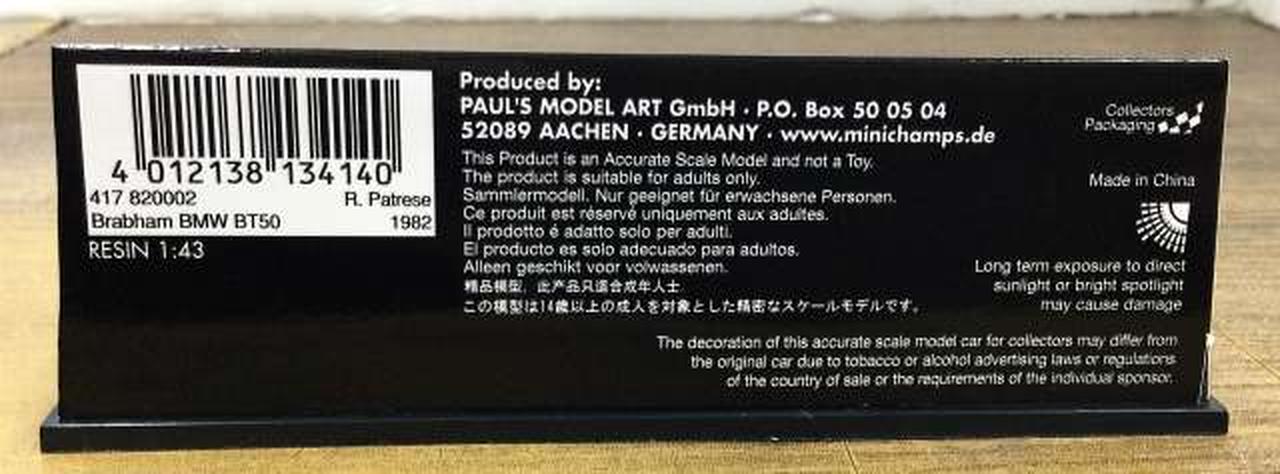 4 012138 134140
417 820002 R. Patrese
Brabham BMW BT50 1982
RESIN 1:43
Produced by:
PAUL'S MODEL ART GmbH · P.O. Box 50 05 04
52089 AACHEN · GERMANY · www.minichamps.de
This Product is an Accurate Scale Model and not a Toy.
The product is suitable for adults only.
Sammlermodell. Nur geeignet für erwachsene Personen.
Ce produit est réservé uniquement aux adultes.
Il prodotto é adatto solo per adulti.
El producto es solo adecuado para adultos.
Alleen geschikt voor volwassenen.
精品模型，此产品只适合成年人士
この模型は14歳以上の成人を対象とした精密なスケールモデルです。
Collectors
Packaging
Made in China
Long term exposure to direct
sunlight or bright spotlight
may cause damage
The decoration of this accurate scale model car for collectors may differ from
the original car due to tobacco or alcohol advertising laws or regulations
of the country of sale or the requirements of the individual sponsor.